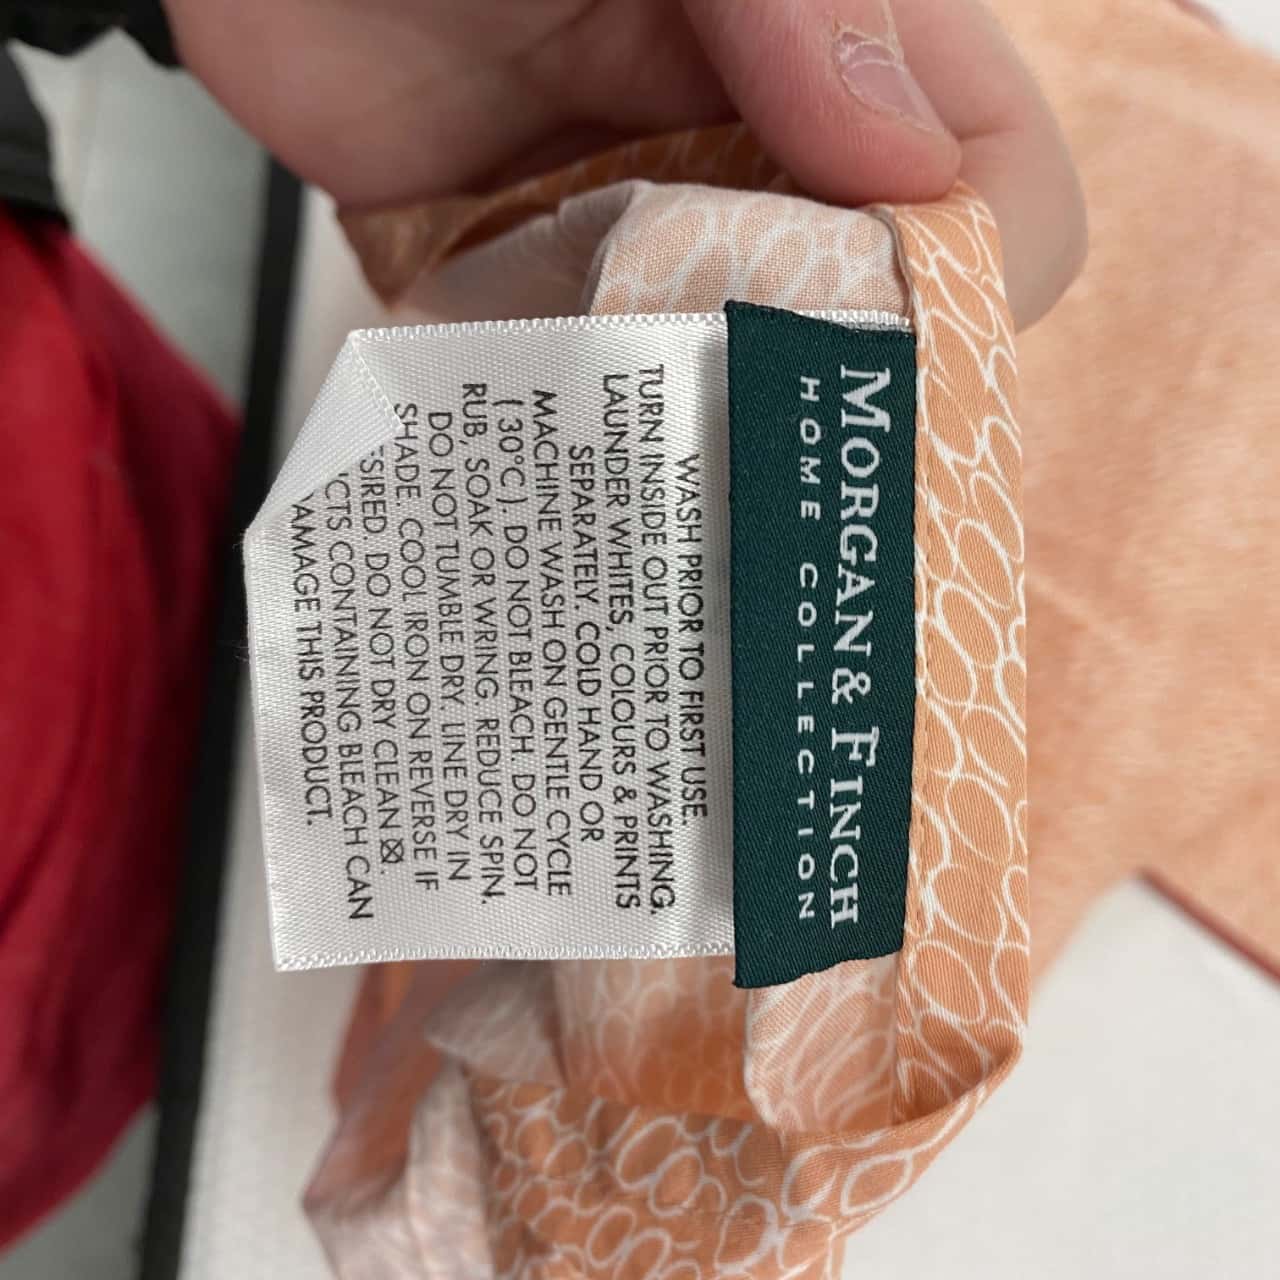 MORGAN & FINCH
HOME COLLECTION
WASH PRIOR TO FIRST USE.
TURN INSIDE OUT PRIOR TO WASHING.
LAUNDER WHITES, COLOURS & PRINTS
SEPARATELY. COLD HAND OR
MACHINE WASH ON GENTLE CYCLE
(30°C). DO NOT BLEACH. DO NOT
RUB, SOAK OR WRING. REDUCE SPIN.
DO NOT TUMBLE DRY. LINE DRY IN
SHADE. COOL IRON ON REVERSE IF
DO NOT DRY CLEAN
CONTAINING BLEACH CAN
THIS PRODUCT.